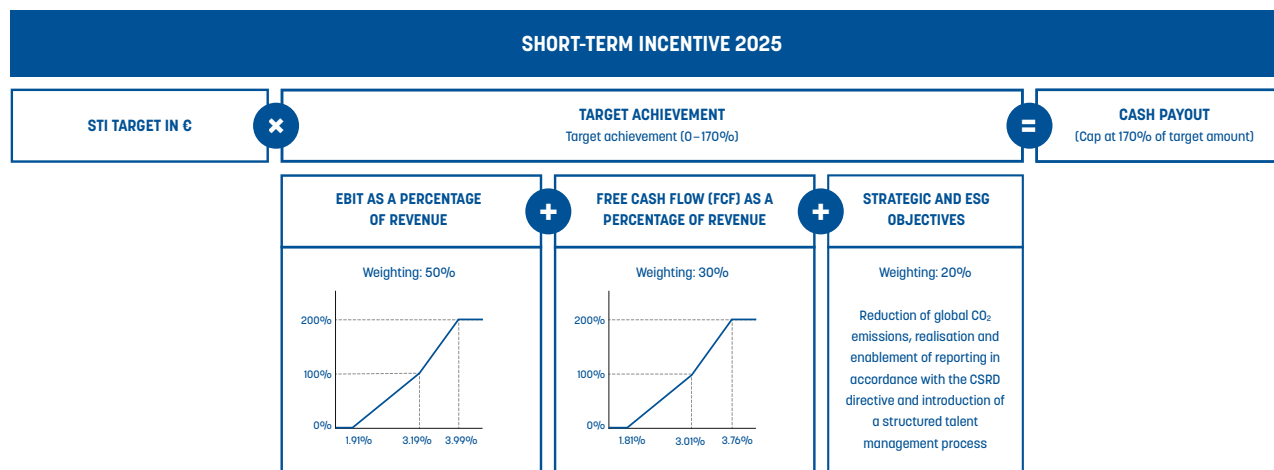 SHORT-TERM INCENTIVE 2025
STI TARGET IN €
×
TARGET ACHIEVEMENT
Target achievement (0–170%)
=
CASH PAYOUT
(Cap at 170% of target amount)
EBIT AS A PERCENTAGE
OF REVENUE
+
FREE CASH FLOW (FCF) AS A
PERCENTAGE OF REVENUE
+
STRATEGIC AND ESG
OBJECTIVES
Weighting: 50%
200%
100%
0%
1.91% 3.19% 3.99%
Weighting: 30%
200%
100%
0%
1.81% 3.01% 3.76%
Weighting: 20%
Reduction of global CO₂
emissions, realisation and
enablement of reporting in
accordance with the CSRD
directive and introduction of
a structured talent
management process